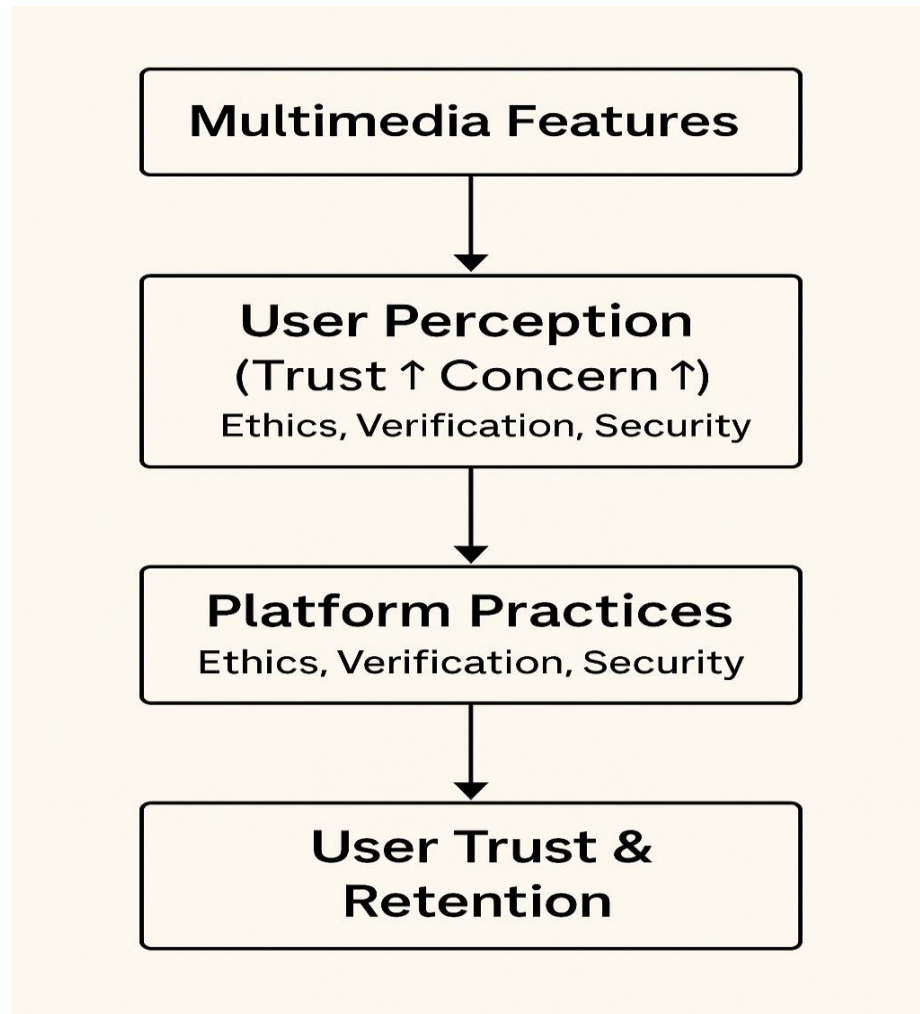 Multimedia Features
User Perception
(Trust ↑ Concern ↑)
Ethics, Verification, Security
Platform Practices
Ethics, Verification, Security
User Trust &
Retention